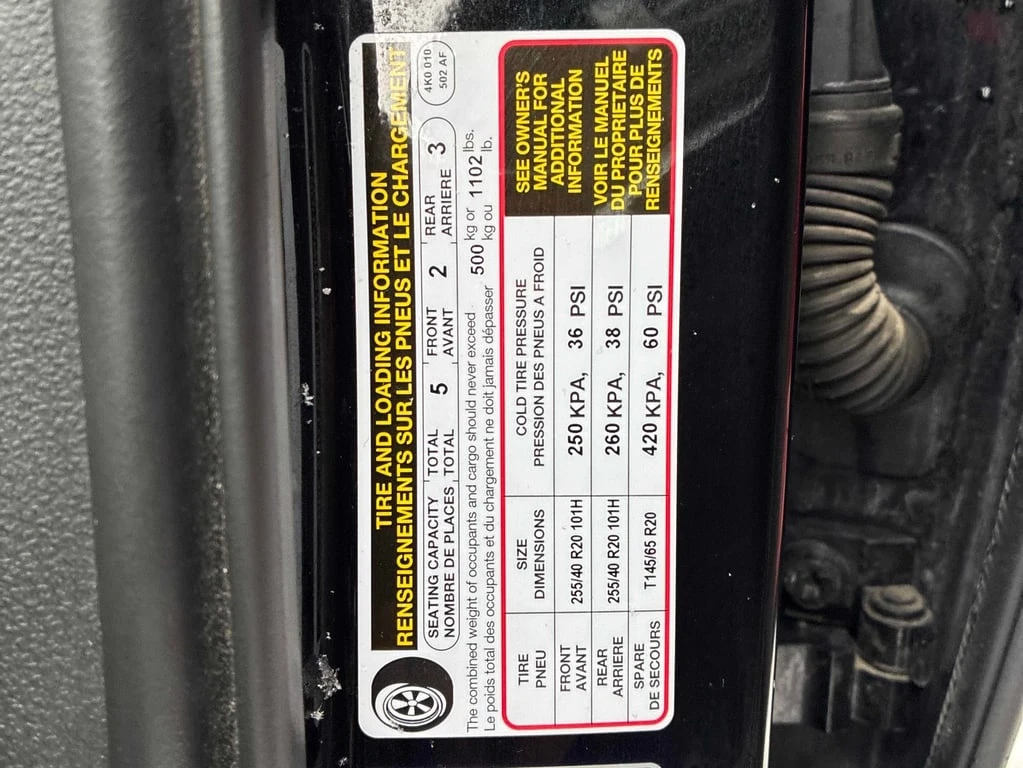 TIRE AND LOADING INFORMATION
RENSEIGNEMENTS SUR LES PNEUS ET LE CHARGEMENT
4K0 010
502 AF
SEATING CAPACITY TOTAL 5 FRONT 2 REAR 3
NOMBRE DE PLACES TOTAL AVANT ARRIERE
The combined weight of occupants and cargo should never exceed 500 kg or 1102 lbs.
Le poids total des occupants et du chargement ne doit jamais dépasser kg ou lb.
TIRE SIZE COLD TIRE PRESSURE
PNEU DIMENSIONS PRESSION DES PNEUS A FROID
FRONT
AVANT 255/40 R20 101H 250 KPA, 36 PSI
REAR
ARRIERE 255/40 R20 101H 260 KPA, 38 PSI
SPARE
DE SECOURS T145/65 R20 420 KPA, 60 PSI
SEE OWNER'S
MANUAL FOR
ADDITIONAL
INFORMATION
VOIR LE MANUEL
DU PROPRIETAIRE
POUR PLUS DE
RENSEIGNEMENTS